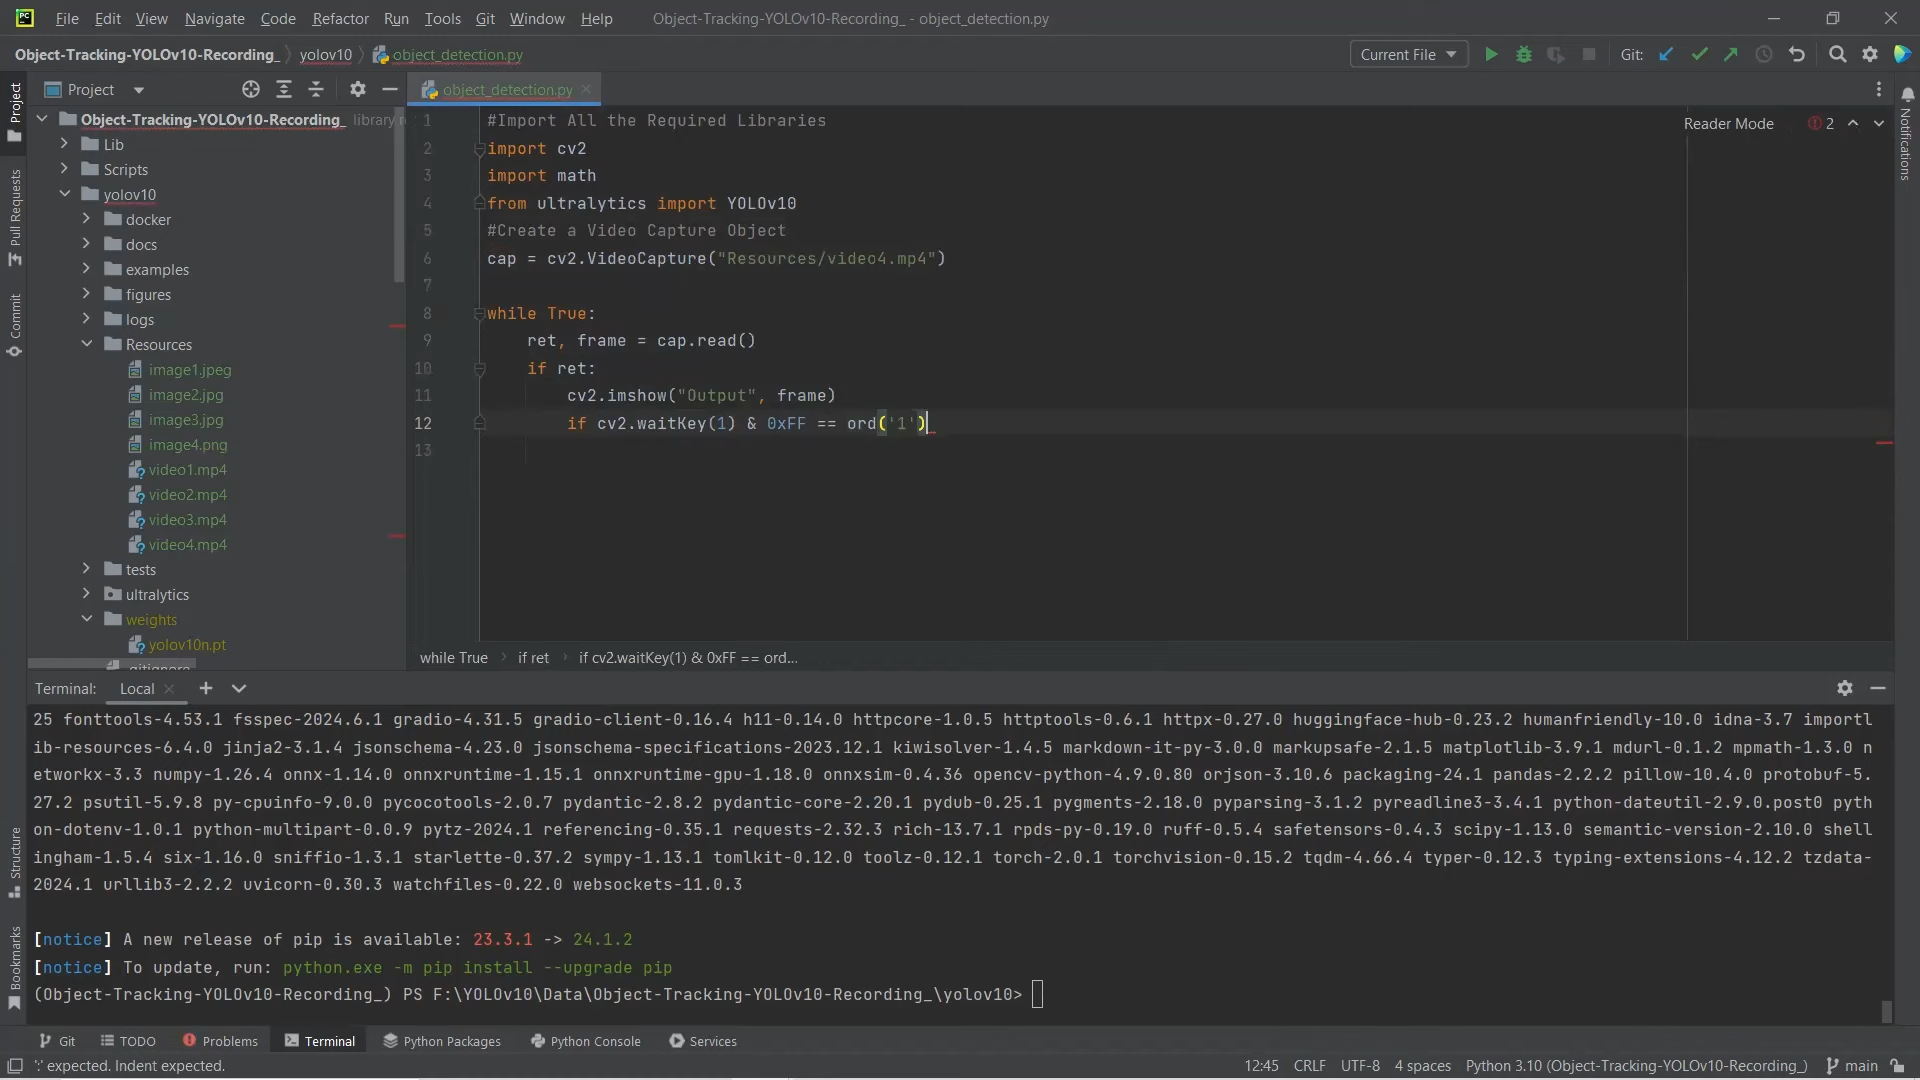 File Edit View Navigate Code Refactor Run Tools Git Window Help Object-Tracking-YOLOv10-Recording_ - object_detection.py
Object-Tracking-YOLOv10-Recording_ yolov10 object_detection.py Current File Git:
Project
object_detection.py
Object-Tracking-YOLOv10-Recording_ library r
Lib
Scripts
yolov10
docker
docs
examples
figures
logs
Resources
image1.jpeg
image2.jpg
image3.jpg
image4.png
video1.mp4
video2.mp4
video3.mp4
video4.mp4
tests
ultralytics
weights
yolov10n.pt
.gitignore
Project
Pull Requests
Commit
Structure
Bookmarks
Notifications
Reader Mode 2
1 #Import All the Required Libraries
2 import cv2
3 import math
4 from ultralytics import YOLOv10
5 #Create a Video Capture Object
6 cap = cv2.VideoCapture("Resources/video4.mp4")
7
8 while True:
9 ret, frame = cap.read()
10 if ret:
11 cv2.imshow("Output", frame)
12 if cv2.waitKey(1) & 0xFF == ord('1')
13
while True if ret if cv2.waitKey(1) & 0xFF == ord...
Terminal: Local
25 fonttools-4.53.1 fsspec-2024.6.1 gradio-4.31.5 gradio-client-0.16.4 h11-0.14.0 httpcore-1.0.5 httptools-0.6.1 httpx-0.27.0 huggingface-hub-0.23.2 humanfriendly-10.0 idna-3.7 importl
ib-resources-6.4.0 jinja2-3.1.4 jsonschema-4.23.0 jsonschema-specifications-2023.12.1 kiwisolver-1.4.5 markdown-it-py-3.0.0 markupsafe-2.1.5 matplotlib-3.9.1 mdurl-0.1.2 mpmath-1.3.0 n
etworkx-3.3 numpy-1.26.4 onnx-1.14.0 onnxruntime-1.15.1 onnxruntime-gpu-1.18.0 onnxsim-0.4.36 opencv-python-4.9.0.80 orjson-3.10.6 packaging-24.1 pandas-2.2.2 pillow-10.4.0 protobuf-5.
27.2 psutil-5.9.8 py-cpuinfo-9.0.0 pycocotools-2.0.7 pydantic-2.8.2 pydantic-core-2.20.1 pydub-0.25.1 pygments-2.18.0 pyparsing-3.1.2 pyreadline3-3.4.1 python-dateutil-2.9.0.post0 pyth
on-dotenv-1.0.1 python-multipart-0.0.9 pytz-2024.1 referencing-0.35.1 requests-2.32.3 rich-13.7.1 rpds-py-0.19.0 ruff-0.5.4 safetensors-0.4.3 scipy-1.13.0 semantic-version-2.10.0 shell
ingham-1.5.4 six-1.16.0 sniffio-1.3.1 starlette-0.37.2 sympy-1.13.1 tomlkit-0.12.0 toolz-0.12.1 torch-2.0.1 torchvision-0.15.2 tqdm-4.66.4 typer-0.12.3 typing-extensions-4.12.2 tzdata-
2024.1 urllib3-2.2.2 uvicorn-0.30.3 watchfiles-0.22.0 websockets-11.0.3
[notice] A new release of pip is available: 23.3.1 -> 24.1.2
[notice] To update, run: python.exe -m pip install --upgrade pip
(Object-Tracking-YOLOv10-Recording_) PS F:\YOLOv10\Data\Object-Tracking-YOLOv10-Recording_\yolov10>
Git TODO Problems Terminal Python Packages Python Console Services
':' expected. Indent expected. 12:45 CRLF UTF-8 4 spaces Python 3.10 (Object-Tracking-YOLOv10-Recording_) main